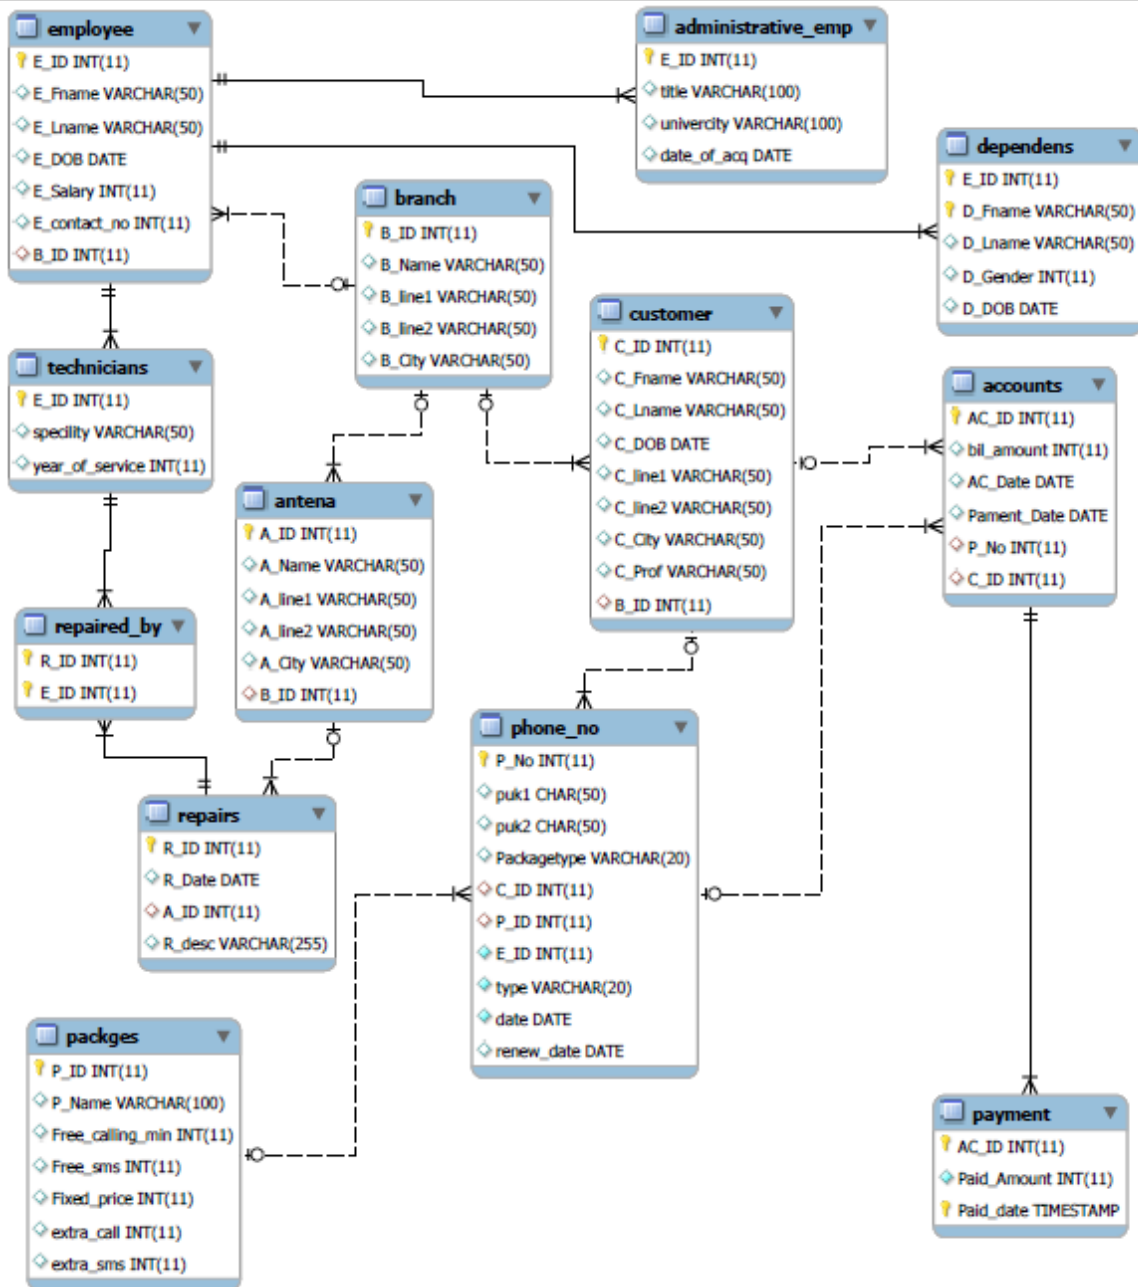 employee
E_ID INT(11)
E_Fname VARCHAR(50)
E_Lname VARCHAR(50)
E_DOB DATE
E_Salary INT(11)
E_contact_no INT(11)
B_ID INT(11)
administrative_emp
E_ID INT(11)
title VARCHAR(100)
univercity VARCHAR(100)
date_of_acq DATE
dependens
E_ID INT(11)
D_Fname VARCHAR(50)
D_Lname VARCHAR(50)
D_Gender INT(11)
D_DOB DATE
branch
B_ID INT(11)
B_Name VARCHAR(50)
B_line1 VARCHAR(50)
B_line2 VARCHAR(50)
B_City VARCHAR(50)
customer
C_ID INT(11)
C_Fname VARCHAR(50)
C_Lname VARCHAR(50)
C_DOB DATE
C_line1 VARCHAR(50)
C_line2 VARCHAR(50)
C_City VARCHAR(50)
C_Prof VARCHAR(50)
B_ID INT(11)
technicians
E_ID INT(11)
specility VARCHAR(50)
year_of_service INT(11)
accounts
AC_ID INT(11)
bil_amount INT(11)
AC_Date DATE
Pament_Date DATE
P_No INT(11)
C_ID INT(11)
antena
A_ID INT(11)
A_Name VARCHAR(50)
A_line1 VARCHAR(50)
A_line2 VARCHAR(50)
A_City VARCHAR(50)
B_ID INT(11)
repaired_by
R_ID INT(11)
E_ID INT(11)
phone_no
P_No INT(11)
puk1 CHAR(50)
puk2 CHAR(50)
Packagetype VARCHAR(20)
C_ID INT(11)
P_ID INT(11)
E_ID INT(11)
type VARCHAR(20)
date DATE
renew_date DATE
repairs
R_ID INT(11)
R_Date DATE
A_ID INT(11)
R_desc VARCHAR(255)
packges
P_ID INT(11)
P_Name VARCHAR(100)
Free_calling_min INT(11)
Free_sms INT(11)
Fixed_price INT(11)
extra_call INT(11)
extra_sms INT(11)
payment
AC_ID INT(11)
Paid_Amount INT(11)
Paid_date TIMESTAMP